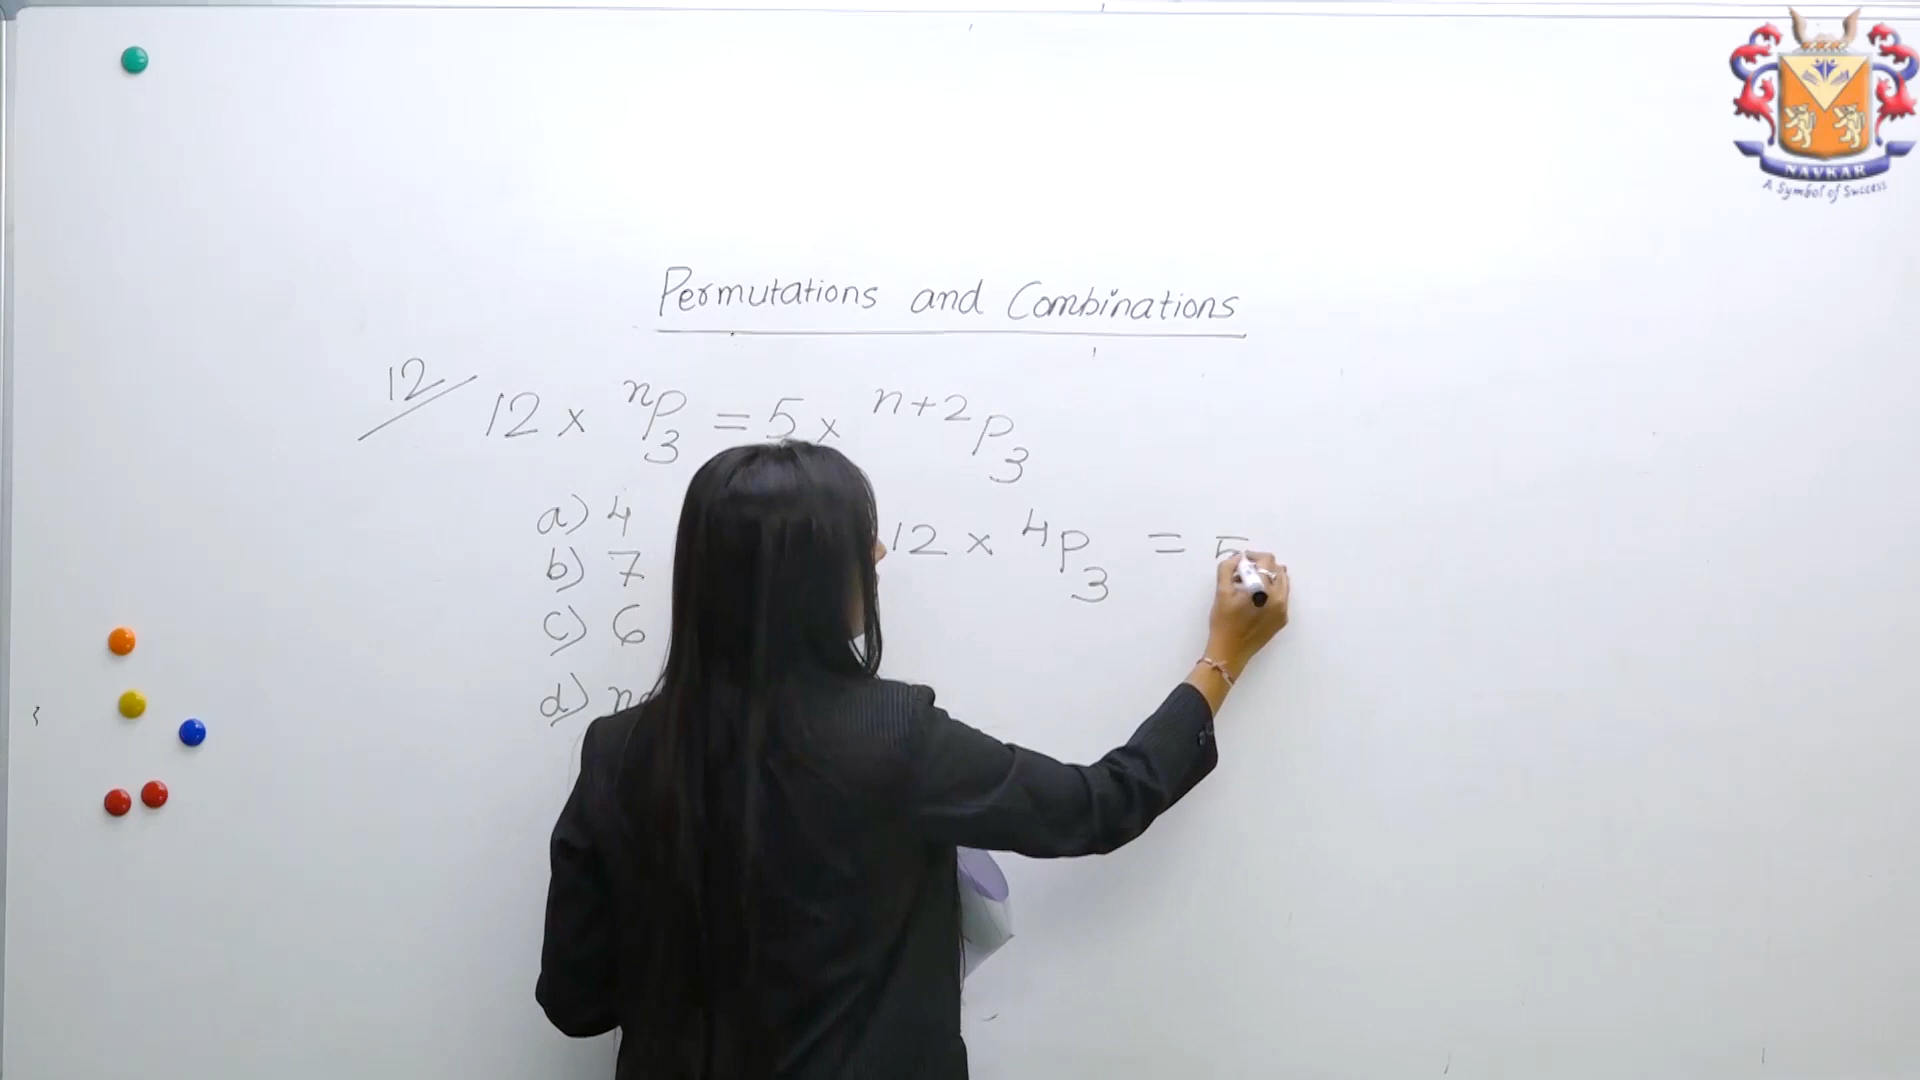 NAVKAR
A Symbol of Success
Permutations and Combinations
12 12 × ⁿP₃ = 5 × ⁿ⁺²P₃
a) 4
b) 7
c) 6
d)
12 × ⁴P₃ = 5